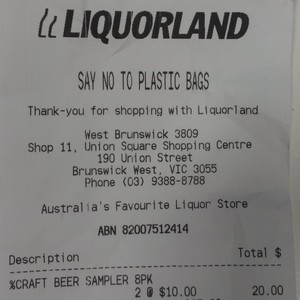 LIQUORLAND
SAY NO TO PLASTIC BAGS
Thank-you for shopping with Liquorland
West Brunswick 3809
Shop 11, Union Square Shopping Centre
190 Union Street
Brunswick West, VIC 3055
Phone (03) 9388-8788
Australia's Favourite Liquor Store
ABN 82007512414
Description Total $
%CRAFT BEER SAMPLER 8PK
2 @ $10.00 20.00